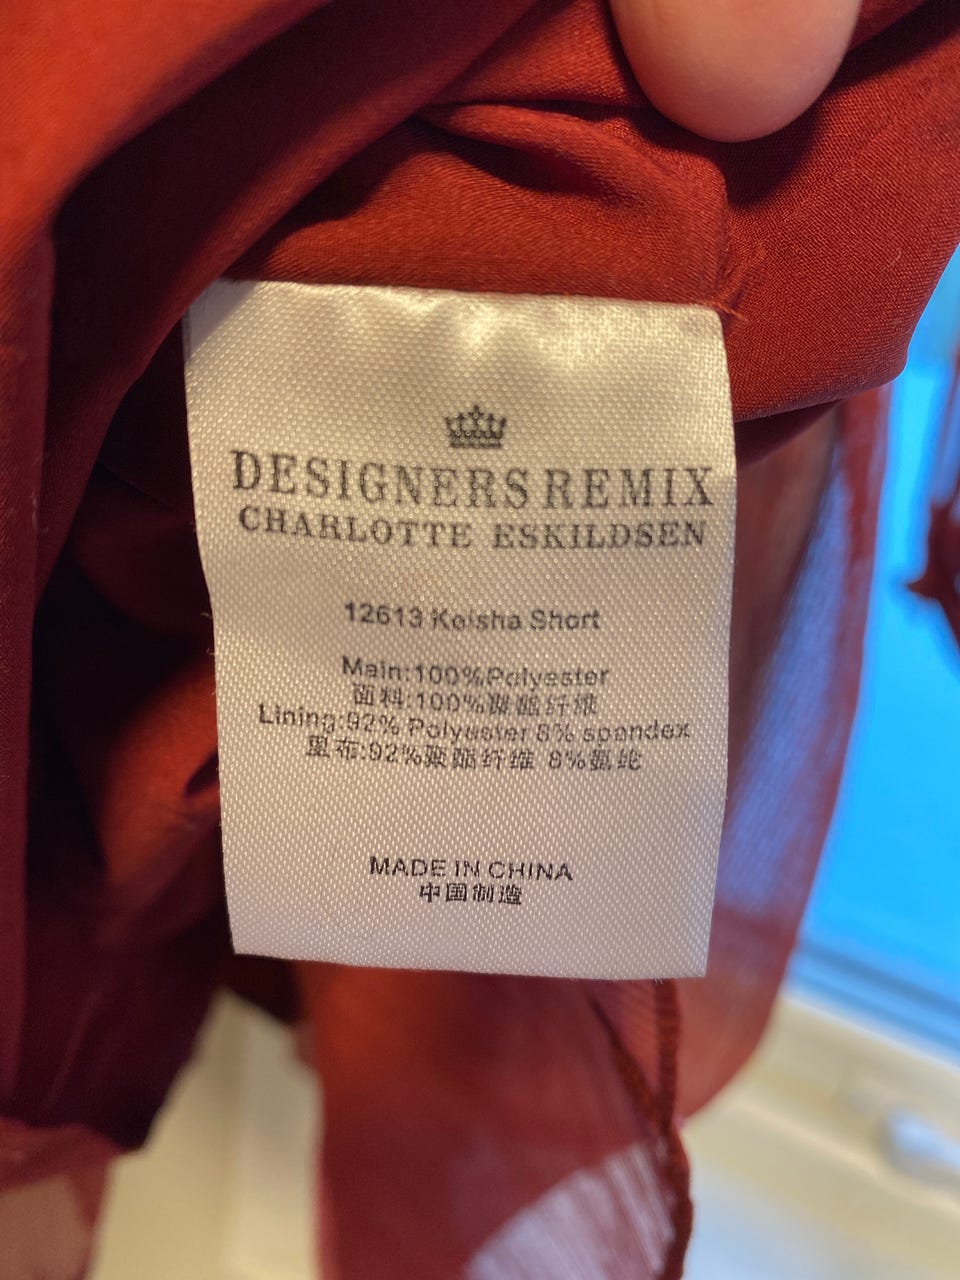 DESIGNERS REMIX
CHARLOTTE ESKILDSEN
12613 Keisha Short
Main:100%Polyester
面料:100%聚酯纤维
Lining:92% Polyester 8% spandex
里布:92%聚酯纤维 8%氨纶
MADE IN CHINA
中国制造